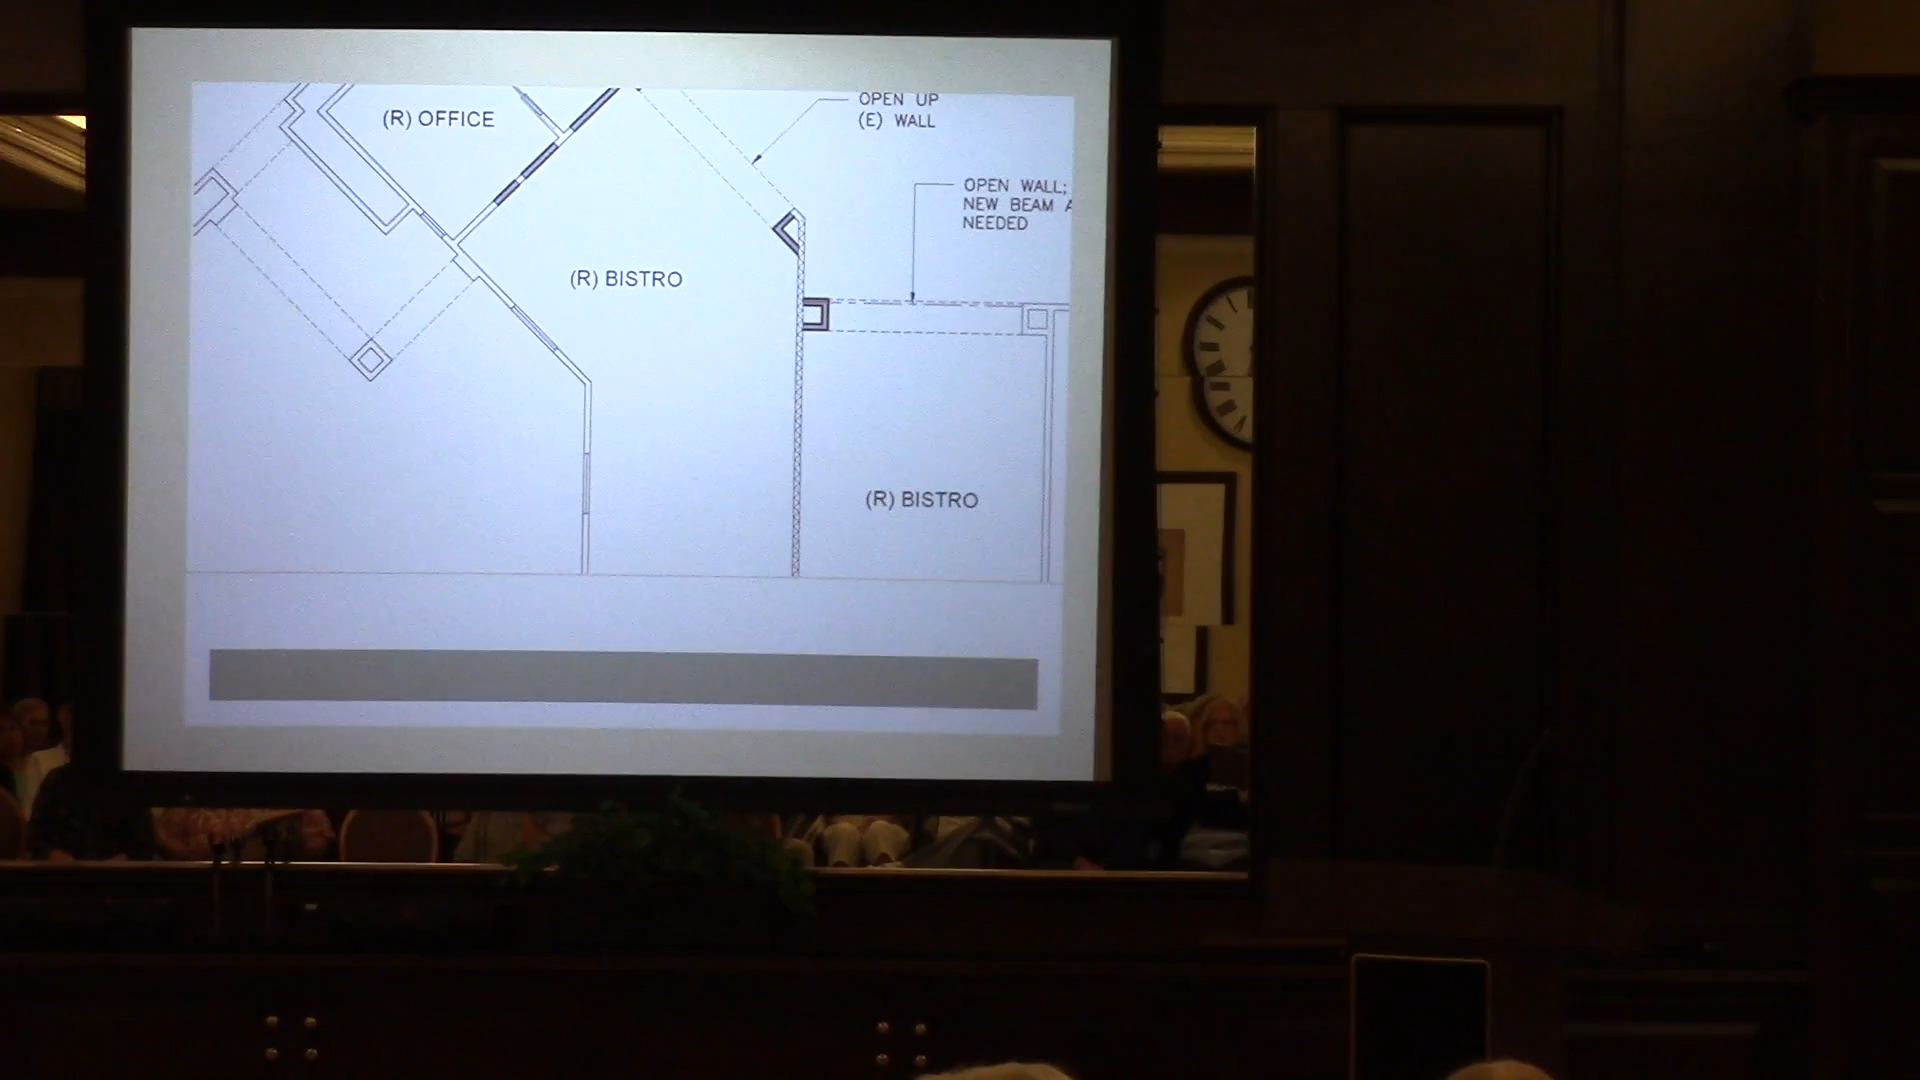 (R) OFFICE
OPEN UP
(E) WALL
OPEN WALL;
NEW BEAM
NEEDED
(R) BISTRO
(R) BISTRO